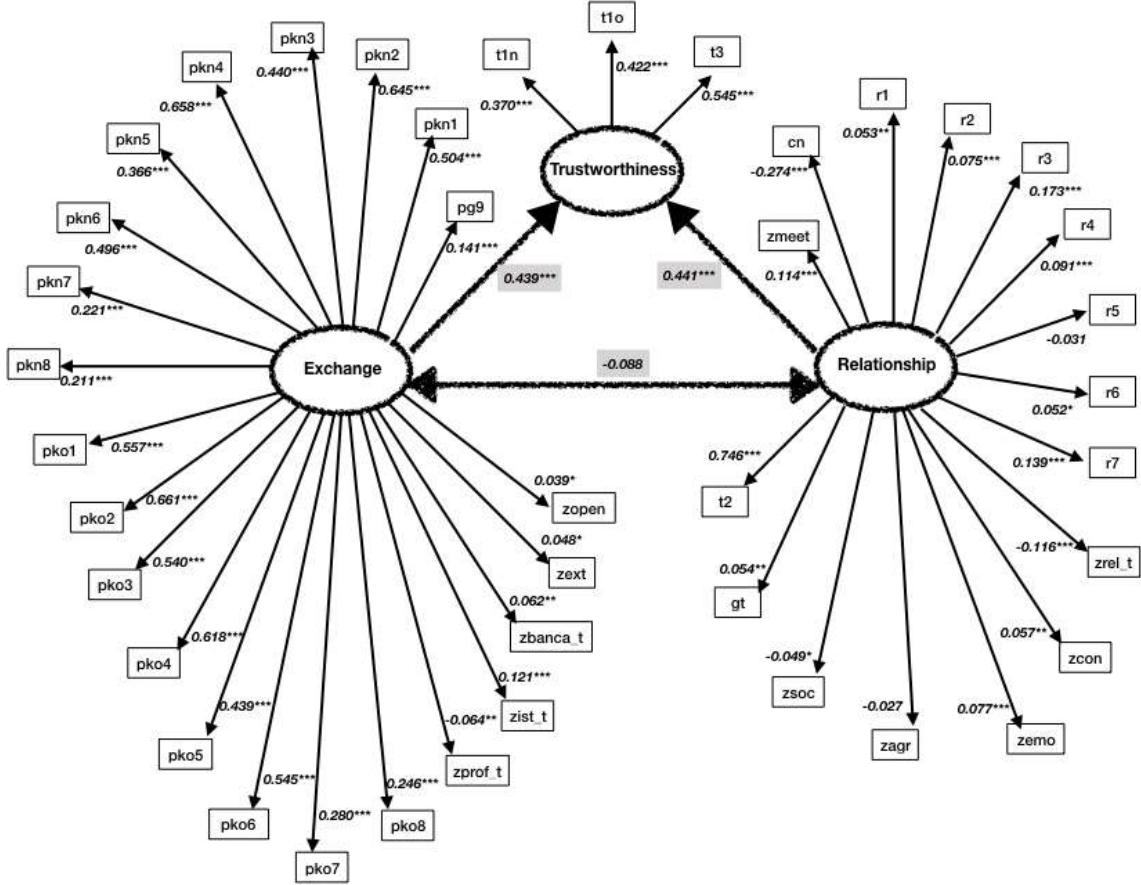 t1o
pkn3
pkn2
t1n
t3
0.440***
0.422***
pkn4
0.645***
0.370***
0.545***
r1
0.658***
pkn1
r2
pkn5
0.504***
cn
0.053**
0.366***
Trustworthiness
-0.274***
0.075***
r3
0.173***
pkn6
pg9
zmeet
r4
0.496***
0.141***
0.114***
0.091***
pkn7
0.439***
0.441***
0.221***
r5
-0.031
pkn8
Exchange
-0.088
Relationship
0.211***
r6
0.052*
pko1
0.557***
0.746***
0.139***
r7
0.039*
t2
pko2
0.661***
zopen
0.048*
pko3
0.540***
zext
-0.116***
zrel_t
0.054**
gt
0.062**
pko4
0.618***
zbanca_t
0.057**
zcon
0.121***
-0.049*
zsoc
0.439***
-0.064**
zist_t
-0.027
0.077***
pko5
zagr
zemo
0.545***
0.246***
zprof_t
0.280***
pko6
pko8
pko7